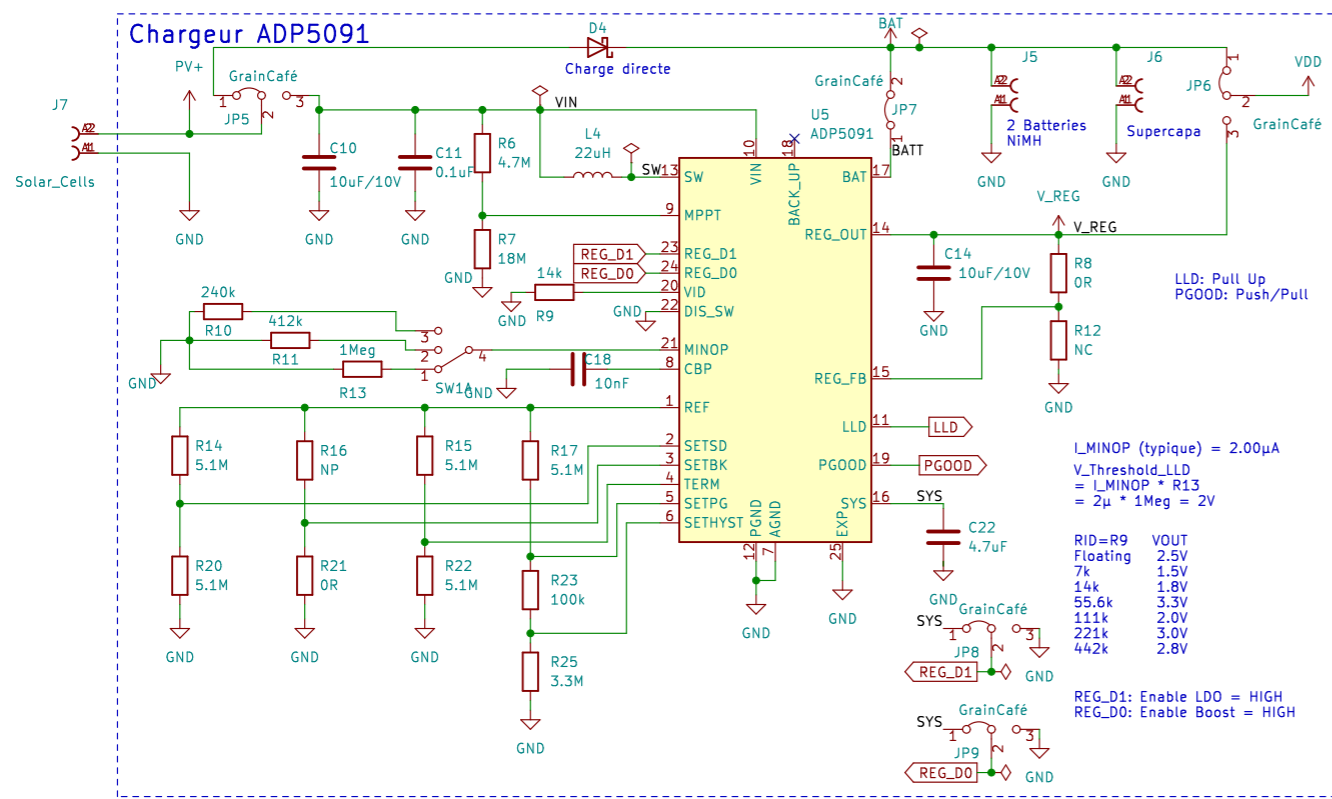 Chargeur ADP5091
D4
Charge directe
BAT
PV+
GrainCafé
1
2
3
JP5
J7
A2
A1
Solar_Cells
GND
VIN
C10
10uF/10V
GND
C11
0.1uF
GND
R6
4.7M
R7
18M
GND
L4
22uH
SW
U5
ADP5091
GrainCafé
2
JP7
1
BATT
J5
A2
A1
2 Batteries
NiMH
GND
J6
A2
A1
Supercapa
GND
1
JP6
2
3
GrainCafé
VDD
13
SW
10
VIN
18
BACK_UP
BAT
17
9
MPPT
REG_OUT
14
V_REG
V_REG
REG_D1
23
REG_D1
REG_D0
24
REG_D0
14k
R9
GND
20
VID
GND
22
DIS_SW
C14
10uF/10V
GND
R8
0R
R12
NC
GND
LLD: Pull Up
PGOOD: Push/Pull
240k
R10
412k
R11
1Meg
R13
GND
3
2
1
4
SW1A
21
MINOP
GND
C18
10nF
8
CBP
REG_FB
15
1
REF
LLD
11
LLD
2
SETSD
3
SETBK
4
TERM
5
SETPG
6
SETHYST
PGOOD
19
PGOOD
SYS
16
SYS
PGND
12
AGND
7
EXP
25
GND
GND
C22
4.7uF
GND
R14
5.1M
R16
NP
R15
5.1M
R17
5.1M
R20
5.1M
GND
R21
0R
GND
R22
5.1M
GND
R23
100k
R25
3.3M
GND
I_MINOP (typique) = 2.00µA
V_Threshold_LLD
= I_MINOP * R13
= 2µ * 1Meg = 2V
RID=R9 VOUT
Floating 2.5V
7k 1.5V
14k 1.8V
55.6k 3.3V
111k 2.0V
221k 3.0V
442k 2.8V
GrainCafé
SYS
1
2
3
JP8
GND
REG_D1
GrainCafé
SYS
1
2
3
JP9
GND
REG_D0
REG_D1: Enable LDO = HIGH
REG_D0: Enable Boost = HIGH